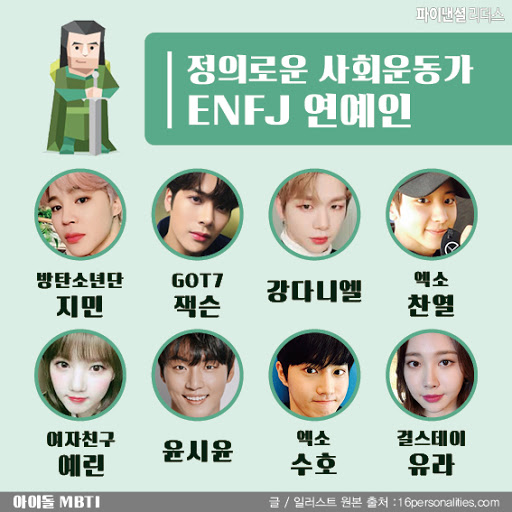 파이낸셜 리더스
정의로운 사회운동가
ENFJ 연예인
방탄소년단
지민
GOT7
잭슨
강다니엘
엑소
찬열
여자친구
예린
윤시윤
엑소
수호
걸스데이
유라
아이돌 MBTI
글 / 일러스트 원본 출처 : 16personalities.com